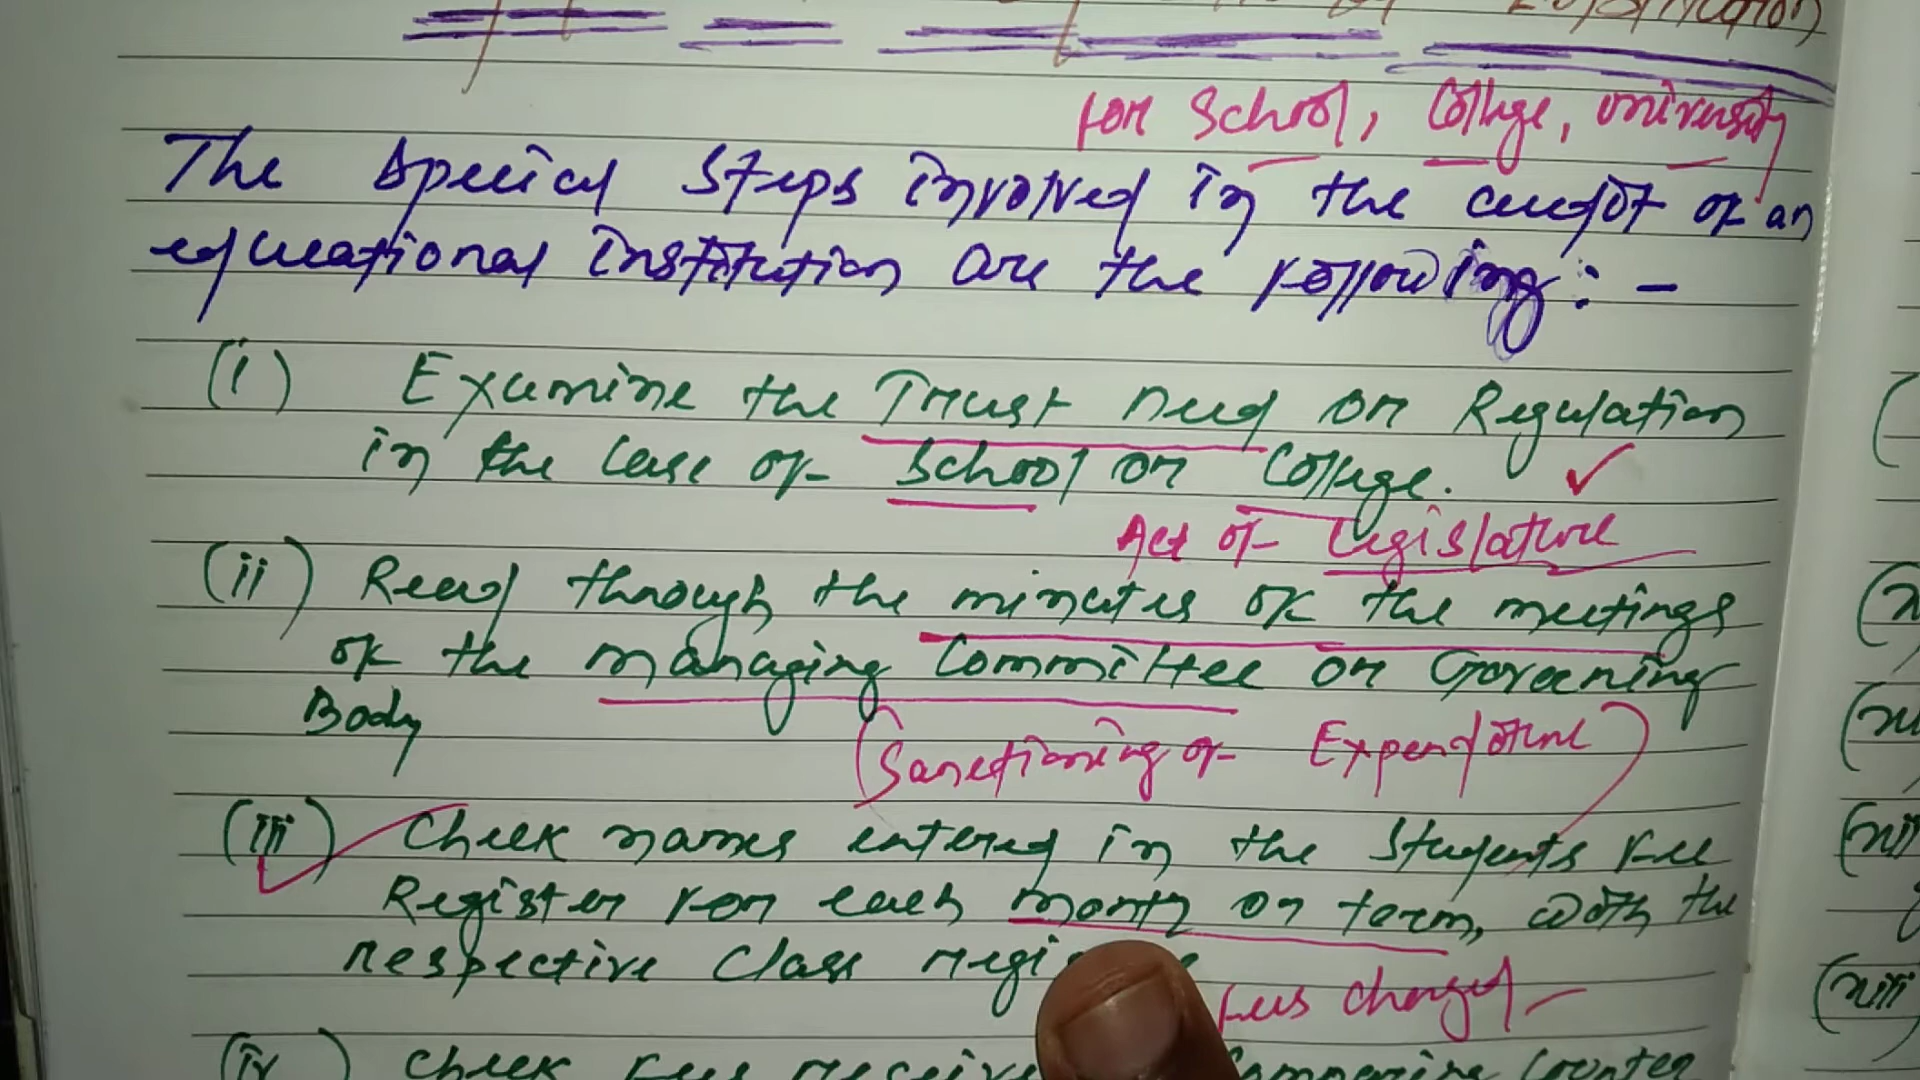 for School, College, university
The special steps involved in the audit of an
educational institution are the following: -
(i) Examine the Trust Deed or Regulation
in the case of School or College.
Act of Legislature
(ii) Read through the minutes of the meetings
of the managing Committee or Governing
Body
(Sanctioning of Expenditure)
(iii) Check names entered in the Students fee
Register for each month or term, with the
respective Class
fees charged
(iv) Check fees Comparing Counter